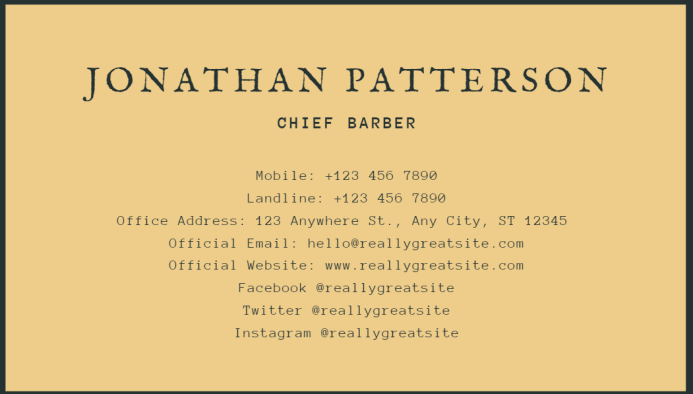 JONATHAN PATTERSON
CHIEF BARBER
Mobile: +123 456 7890
Landline: +123 456 7890
Office Address: 123 Anywhere St., Any City, ST 12345
Official Email: hello@reallygreatsite.com
Official Website: www.reallygreatsite.com
Facebook @reallygreatsite
Twitter @reallygreatsite
Instagram @reallygreatsite